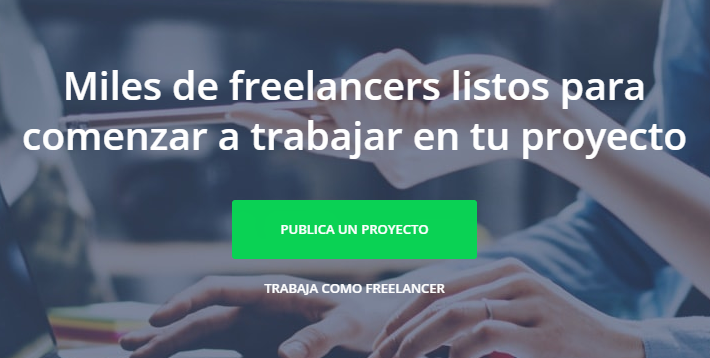 Miles de freelancers listos para
comenzar a trabajar en tu proyecto
PUBLICA UN PROYECTO
TRABAJA COMO FREELANCER